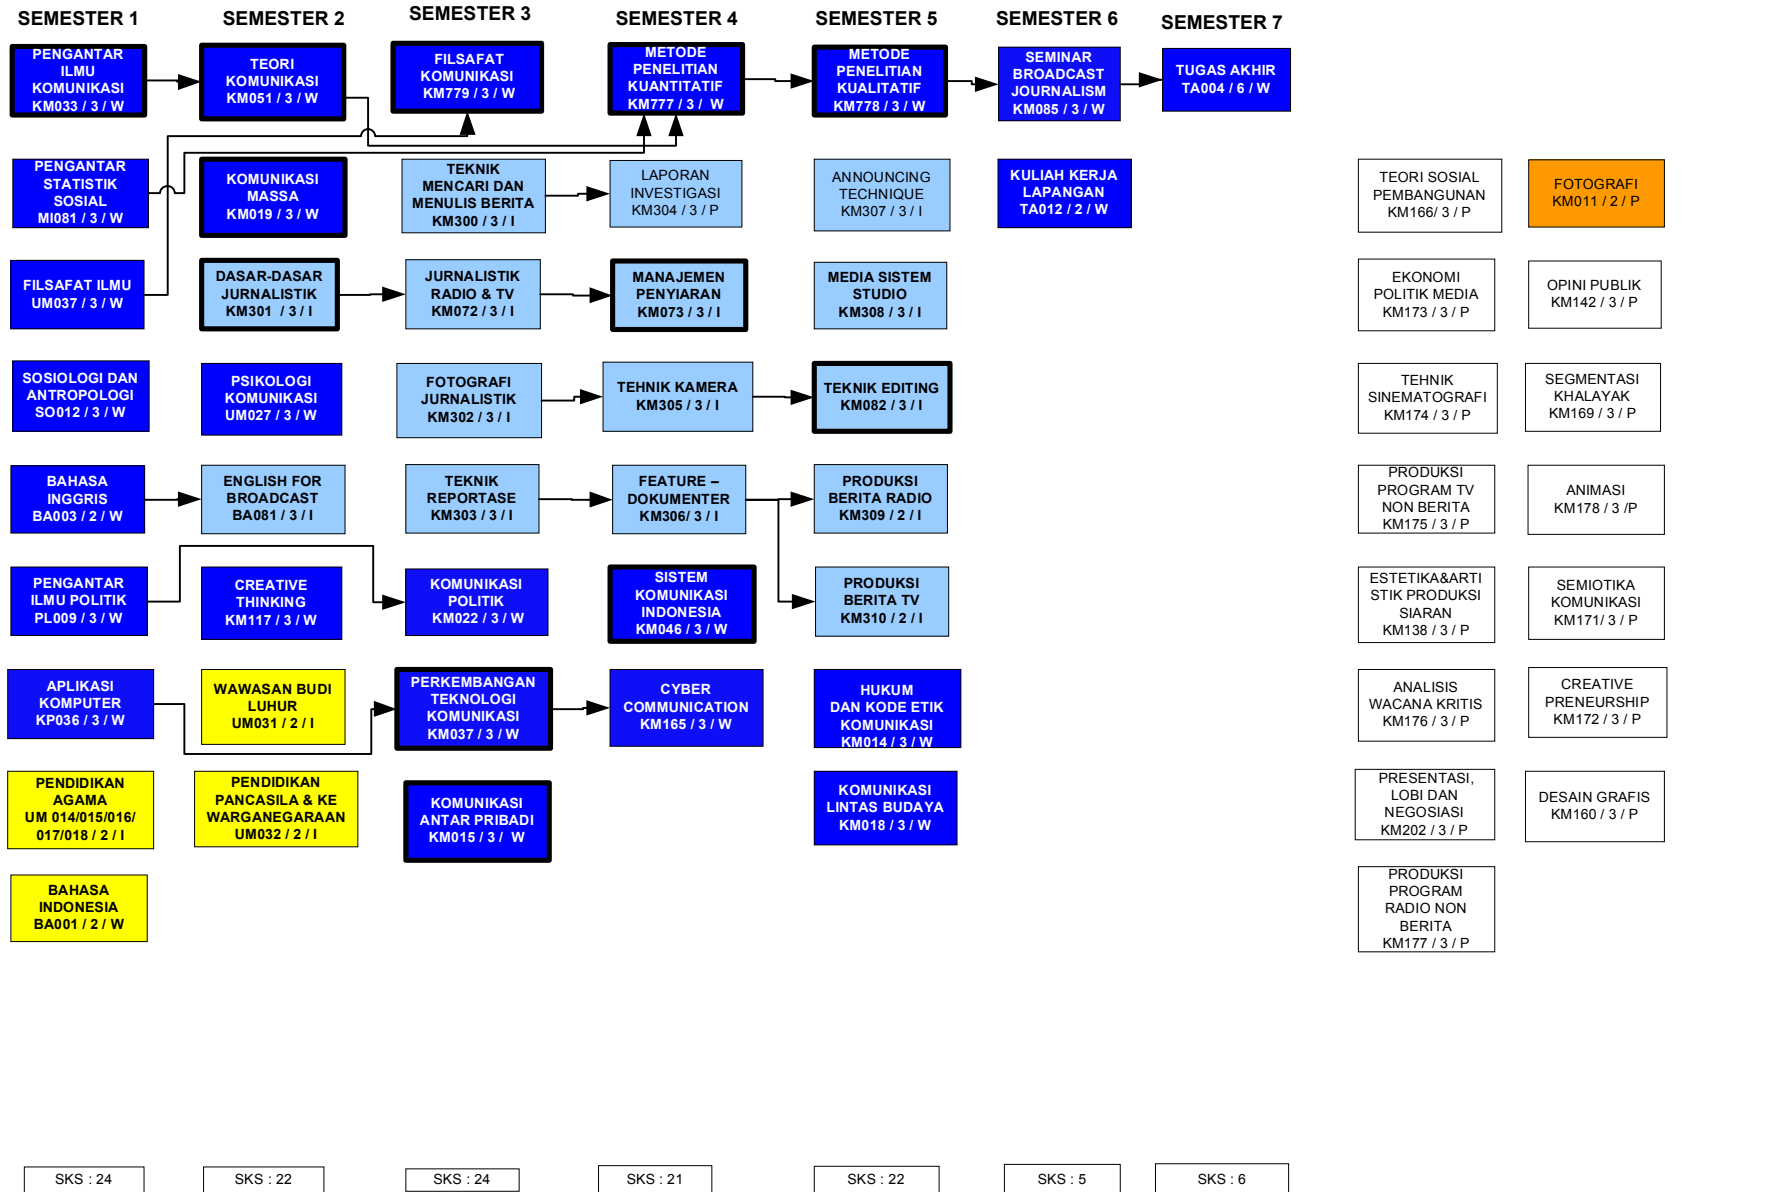 SEMESTER 1
SEMESTER 2
SEMESTER 3
SEMESTER 4
SEMESTER 5
SEMESTER 6
SEMESTER 7
PENGANTAR
ILMU
KOMUNIKASI
KM033 / 3 / W
TEORI
KOMUNIKASI
KM051 / 3 / W
FILSAFAT
KOMUNIKASI
KM779 / 3 / W
METODE
PENELITIAN
KUANTITATIF
KM777 / 3 / W
METODE
PENELITIAN
KUALITATIF
KM778 / 3 / W
SEMINAR
BROADCAST
JOURNALISM
KM085 / 3 / W
TUGAS AKHIR
TA004 / 6 / W
PENGANTAR
STATISTIK
SOSIAL
MI081 / 3 / W
KOMUNIKASI
MASSA
KM019 / 3 / W
TEKNIK
MENCARI DAN
MENULIS BERITA
KM300 / 3 / I
LAPORAN
INVESTIGASI
KM304 / 3 / P
ANNOUNCING
TECHNIQUE
KM307 / 3 / I
KULIAH KERJA
LAPANGAN
TA012 / 2 / W
TEORI SOSIAL
PEMBANGUNAN
KM166/ 3 / P
FOTOGRAFI
KM011 / 2 / P
FILSAFAT ILMU
UM037 / 3 / W
DASAR-DASAR
JURNALISTIK
KM301 / 3 / I
JURNALISTIK
RADIO & TV
KM072 / 3 / I
MANAJEMEN
PENYIARAN
KM073 / 3 / I
MEDIA SISTEM
STUDIO
KM308 / 3 / I
EKONOMI
POLITIK MEDIA
KM173 / 3 / P
OPINI PUBLIK
KM142 / 3 / P
SOSIOLOGI DAN
ANTROPOLOGI
SO012 / 3 / W
PSIKOLOGI
KOMUNIKASI
UM027 / 3 / W
FOTOGRAFI
JURNALISTIK
KM302 / 3 / I
TEHNIK KAMERA
KM305 / 3 / I
TEKNIK EDITING
KM082 / 3 / I
TEHNIK
SINEMATOGRAFI
KM174 / 3 / P
SEGMENTASI
KHALAYAK
KM169 / 3 / P
BAHASA
INGGRIS
BA003 / 2 / W
ENGLISH FOR
BROADCAST
BA081 / 3 / I
TEKNIK
REPORTASE
KM303 / 3 / I
FEATURE –
DOKUMENTER
KM306/ 3 / I
PRODUKSI
BERITA RADIO
KM309 / 2 / I
PRODUKSI
PROGRAM TV
NON BERITA
KM175 / 3 / P
ANIMASI
KM178 / 3 /P
PENGANTAR
ILMU POLITIK
PL009 / 3 / W
CREATIVE
THINKING
KM117 / 3 / W
KOMUNIKASI
POLITIK
KM022 / 3 / W
SISTEM
KOMUNIKASI
INDONESIA
KM046 / 3 / W
PRODUKSI
BERITA TV
KM310 / 2 / I
ESTETIKA&ARTI
STIK PRODUKSI
SIARAN
KM138 / 3 / P
SEMIOTIKA
KOMUNIKASI
KM171/ 3 / P
APLIKASI
KOMPUTER
KP036 / 3 / W
WAWASAN BUDI
LUHUR
UM031 / 2 / I
PERKEMBANGAN
TEKNOLOGI
KOMUNIKASI
KM037 / 3 / W
CYBER
COMMUNICATION
KM165 / 3 / W
HUKUM
DAN KODE ETIK
KOMUNIKASI
KM014 / 3 / W
ANALISIS
WACANA KRITIS
KM176 / 3 / P
CREATIVE
PRENEURSHIP
KM172 / 3 / P
PENDIDIKAN
AGAMA
UM 014/015/016/
017/018 / 2 / I
PENDIDIKAN
PANCASILA & KE
WARGANEGARAAN
UM032 / 2 / I
KOMUNIKASI
ANTAR PRIBADI
KM015 / 3 / W
KOMUNIKASI
LINTAS BUDAYA
KM018 / 3 / W
PRESENTASI,
LOBI DAN
NEGOSIASI
KM202 / 3 / P
DESAIN GRAFIS
KM160 / 3 / P
BAHASA
INDONESIA
BA001 / 2 / W
PRODUKSI
PROGRAM
RADIO NON
BERITA
KM177 / 3 / P
SKS : 24
SKS : 22
SKS : 24
SKS : 21
SKS : 22
SKS : 5
SKS : 6